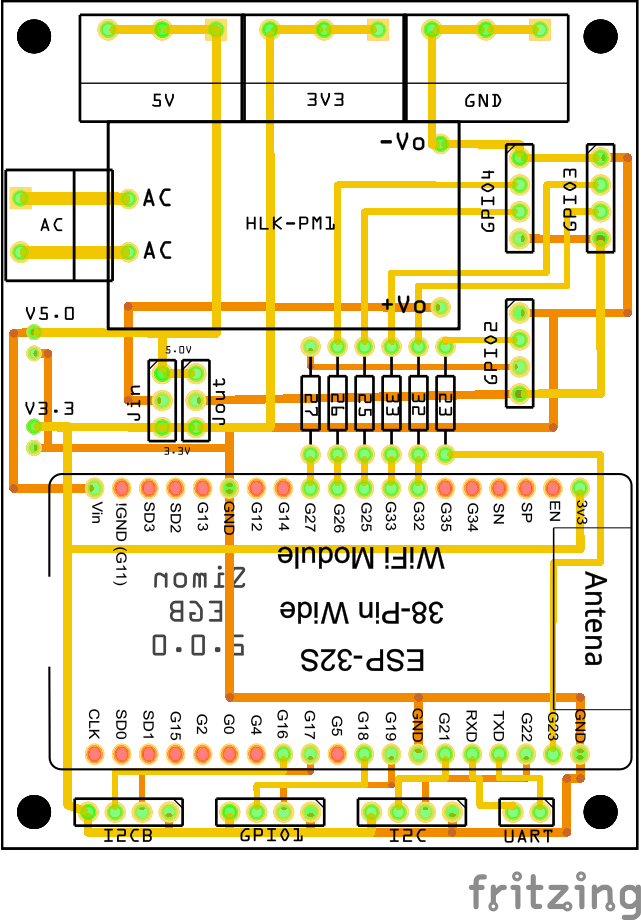 5V 3V3 GND
-Vo
AC
AC
AC
HLK-PM1
GPIO4
GPIO3
+Vo
V5.0
5.0V
GPIO2
Jin
Jout
V3.3
3.3V
27 26 25 33 32 23
Vin !GND (G11) SD3 SD2 G13 GND G12 G14 G27 G26 G25 G33 G32 G35 G34 SN SP EN 3v3
WiFi Module
38-Pin Wide
ESP-32S
Simon
EGB
Antena
CLK SD0 SD1 G15 G2 G0 G4 G16 G17 G5 G18 G19 GND G21 RXD TXD G22 G23 GND
I2CB GPIO1 I2C UART
fritzing